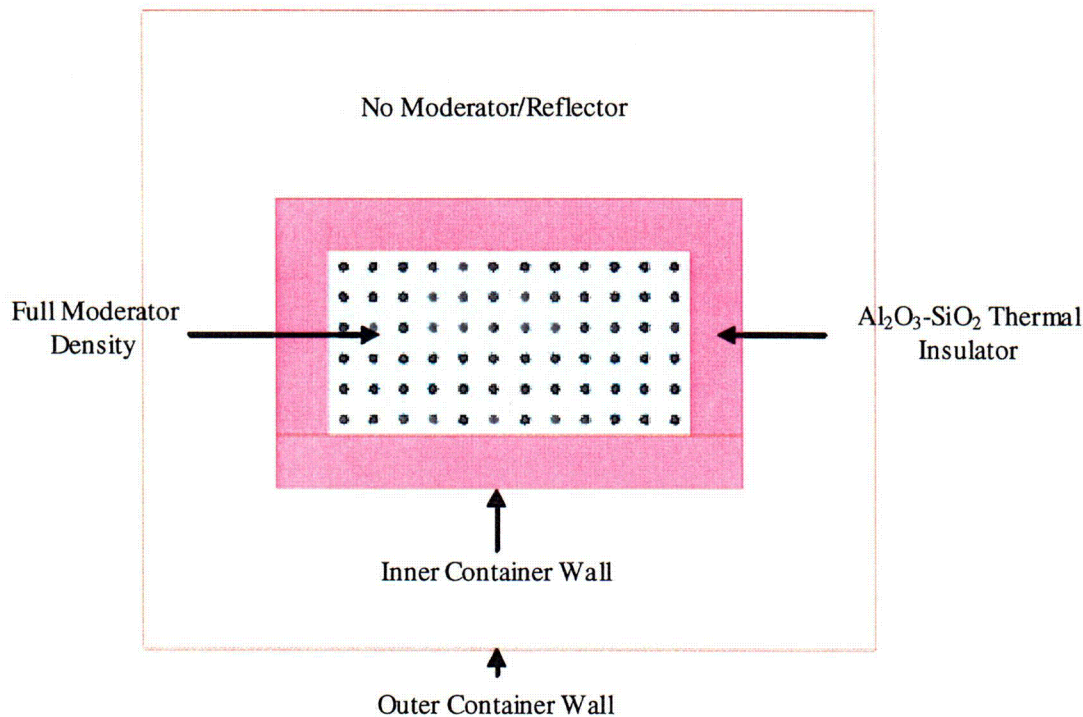 No Moderator/Reflector
Full Moderator
Density
Al₂O₃-SiO₂ Thermal
Insulator
Inner Container Wall
Outer Container Wall